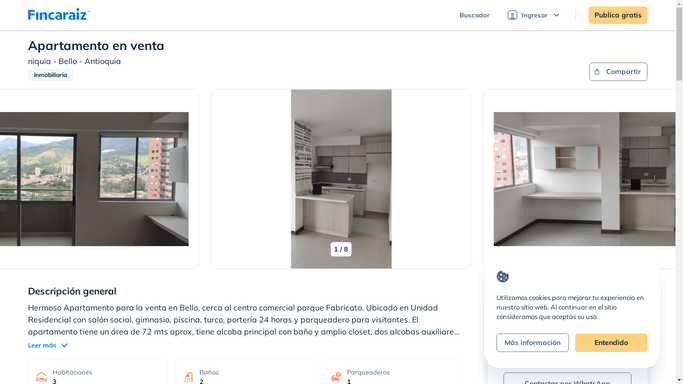 Fincaraiz
Buscador
Ingresar
Publica gratis
Apartamento en venta
niquia - Bello - Antioquia
Inmobiliaria
Compartir
1 / 8
Descripción general
Hermoso Apartamento para la venta en Bello, cerca al centro comercial parque Fabricato. Ubicado en Unidad
Residencial con salón social, gimnasio, piscina, turco, portería 24 horas y parqueadero para visitantes. El
apartamento tiene un área de 72 mts aprox, tiene alcoba principal con baño y amplio closet, dos alcobas auxiliare...
Leer más
Habitaciones
3
Baños
2
Parqueaderos
1
Utilizamos cookies para mejorar tu experiencia en
nuestro sitio web. Al continuar en el sitio
consideramos que aceptas su uso.
Más información
Entendido
Contactar por WhatsApp